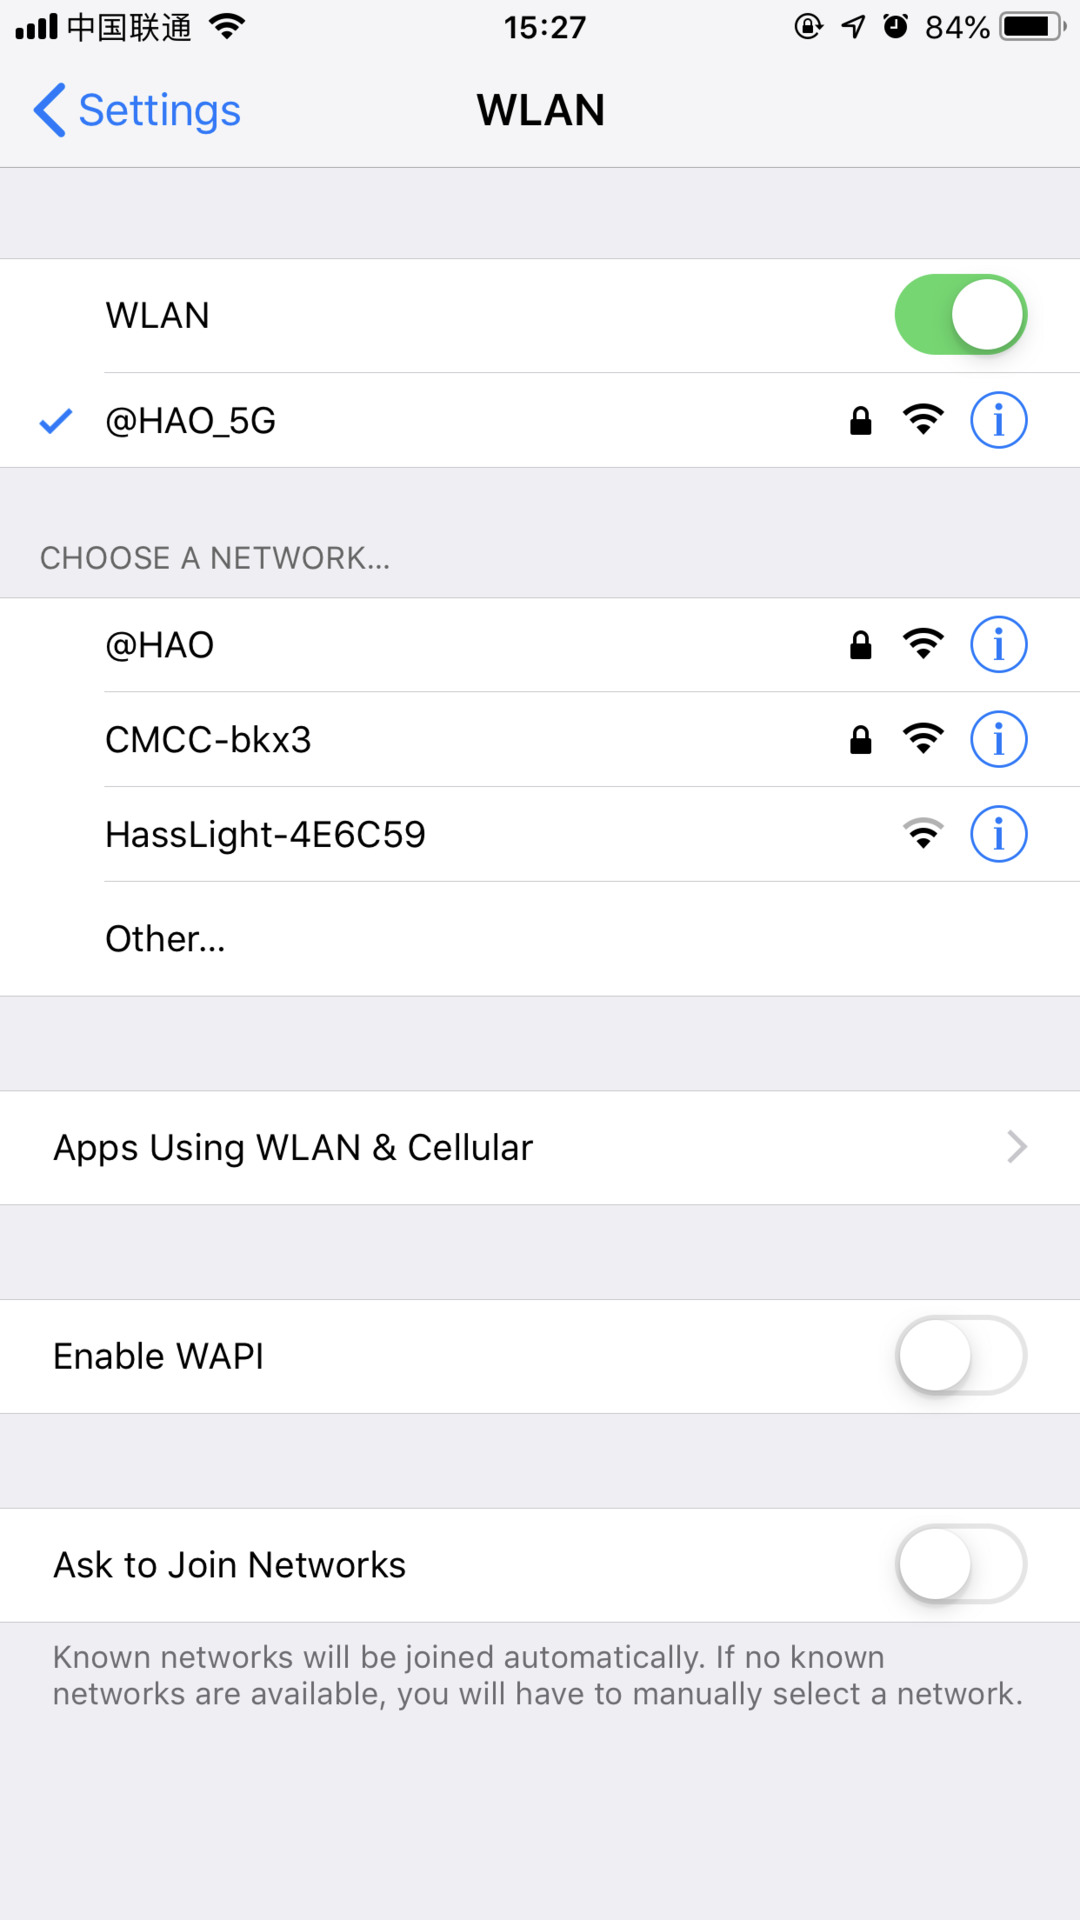 中国联通 15:27 84%
Settings WLAN
WLAN
@HAO_5G
CHOOSE A NETWORK...
@HAO
CMCC-bkx3
HassLight-4E6C59
Other...
Apps Using WLAN & Cellular
Enable WAPI
Ask to Join Networks
Known networks will be joined automatically. If no known
networks are available, you will have to manually select a network.